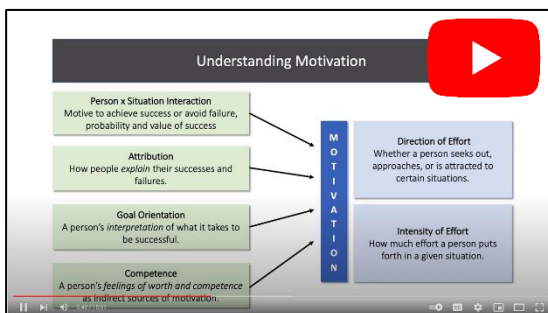 Understanding Motivation
Person x Situation Interaction
Motive to achieve success or avoid failure,
probability and value of success
Attribution
How people explain their successes and
failures.
Goal Orientation
A person's interpretation of what it takes to
be successful.
Competence
A person's feelings of worth and competence
as indirect sources of motivation.
MOTIVATION
Direction of Effort
Whether a person seeks out,
approaches, or is attracted to
certain situations.
Intensity of Effort
How much effort a person puts
forth in a given situation.